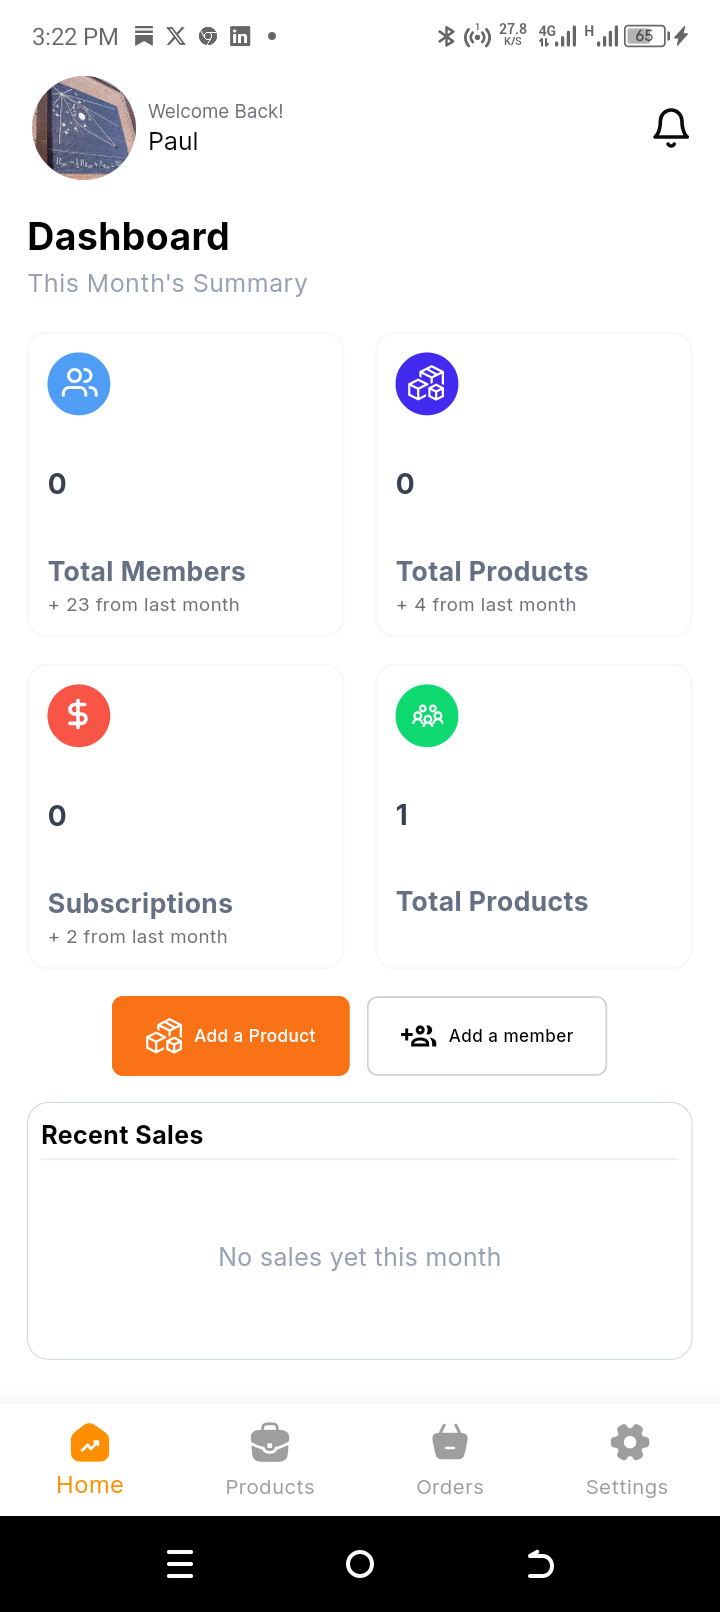 3:22 PM
1
27.8
K/S
4G
H
65
Welcome Back!
Paul
Dashboard
This Month's Summary
0
0
Total Members
Total Products
+ 23 from last month
+ 4 from last month
0
1
Subscriptions
Total Products
+ 2 from last month
Add a Product
Add a member
Recent Sales
No sales yet this month
Home
Products
Orders
Settings